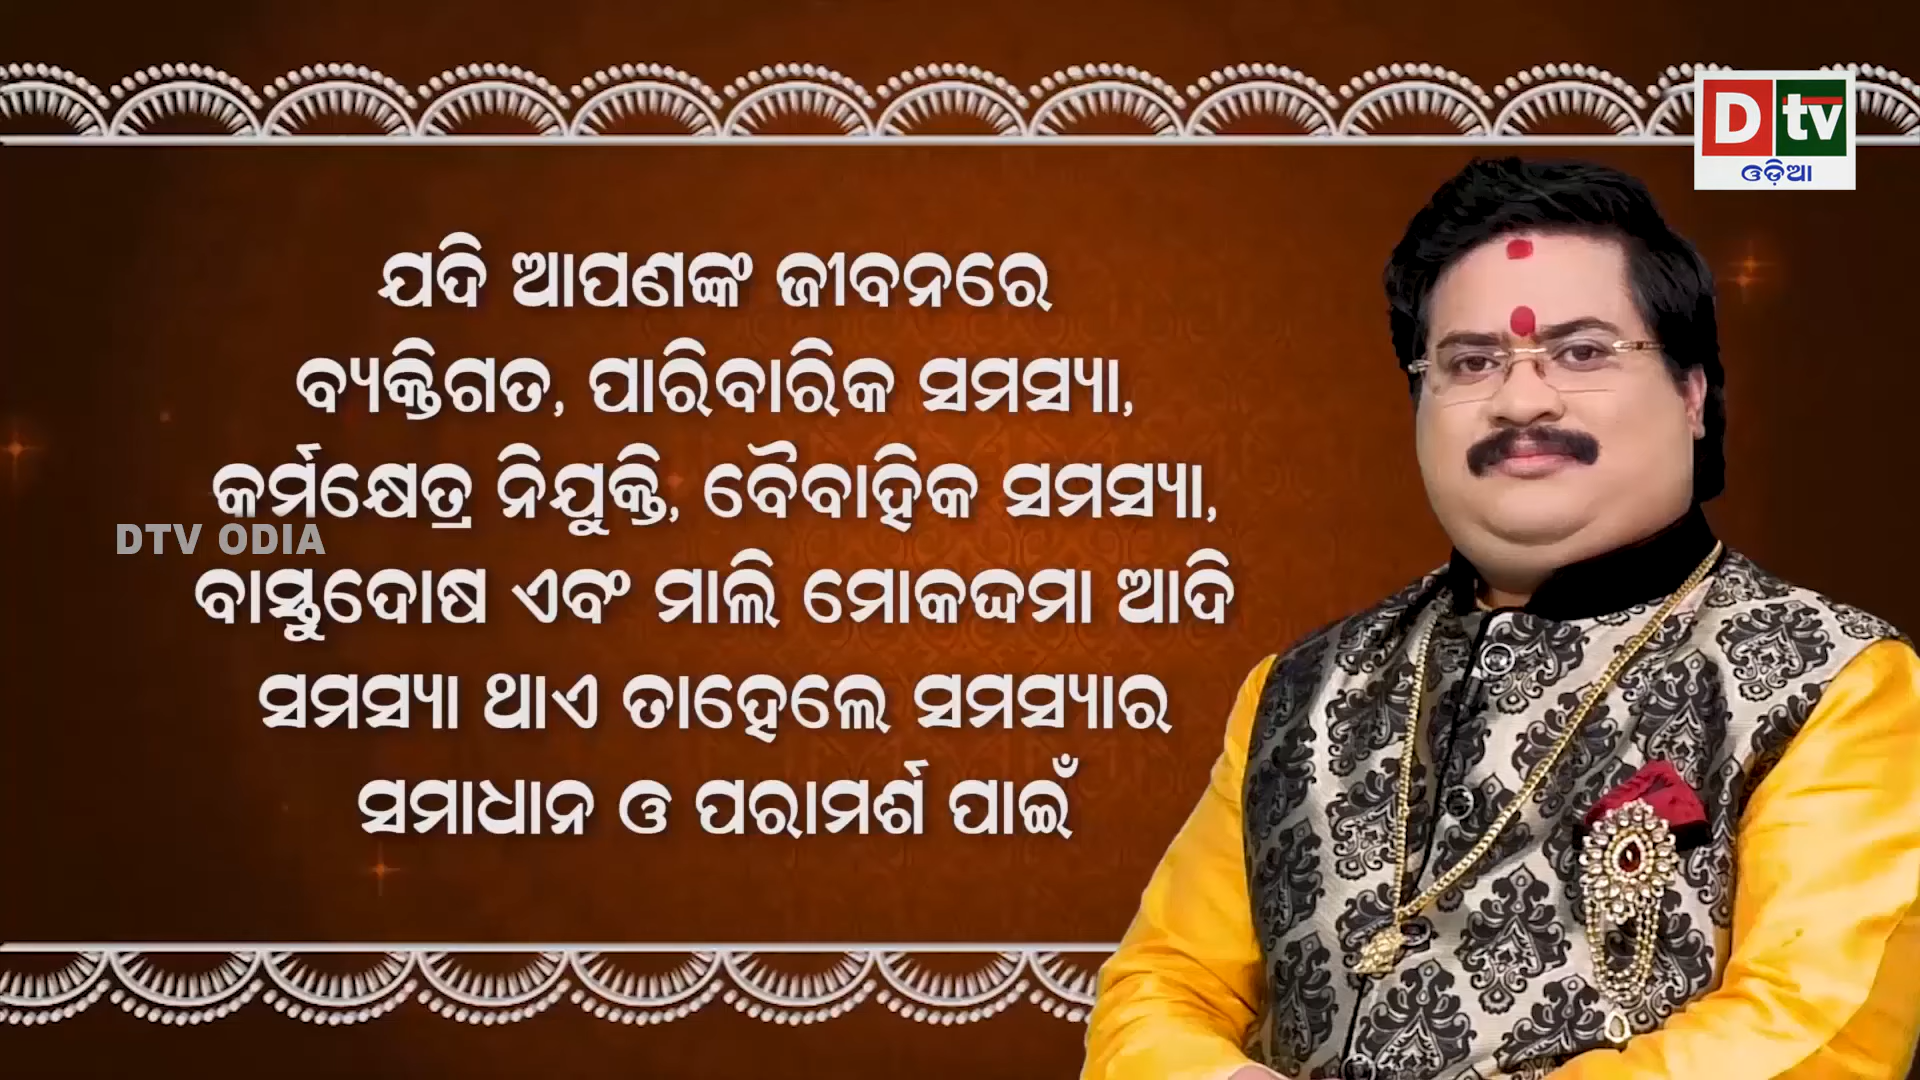 D tv
ଓଡ଼ିଆ
ଯଦି ଆପଣଙ୍କ ଜୀବନରେ
ବ୍ୟକ୍ତିଗତ, ପାରିବାରିକ ସମସ୍ୟା,
କର୍ମକ୍ଷେତ୍ର ନିଯୁକ୍ତି, ବୈବାହିକ ସମସ୍ୟା,
DTV ODIA
ବାସ୍ତୁଦୋଷ ଏବଂ ମାଲି ମୋକଦ୍ଦମା ଆଦି
ସମସ୍ୟା ଥାଏ ତାହେଲେ ସମସ୍ୟାର
ସମାଧାନ ଓ ପରାମର୍ଶ ପାଇଁ